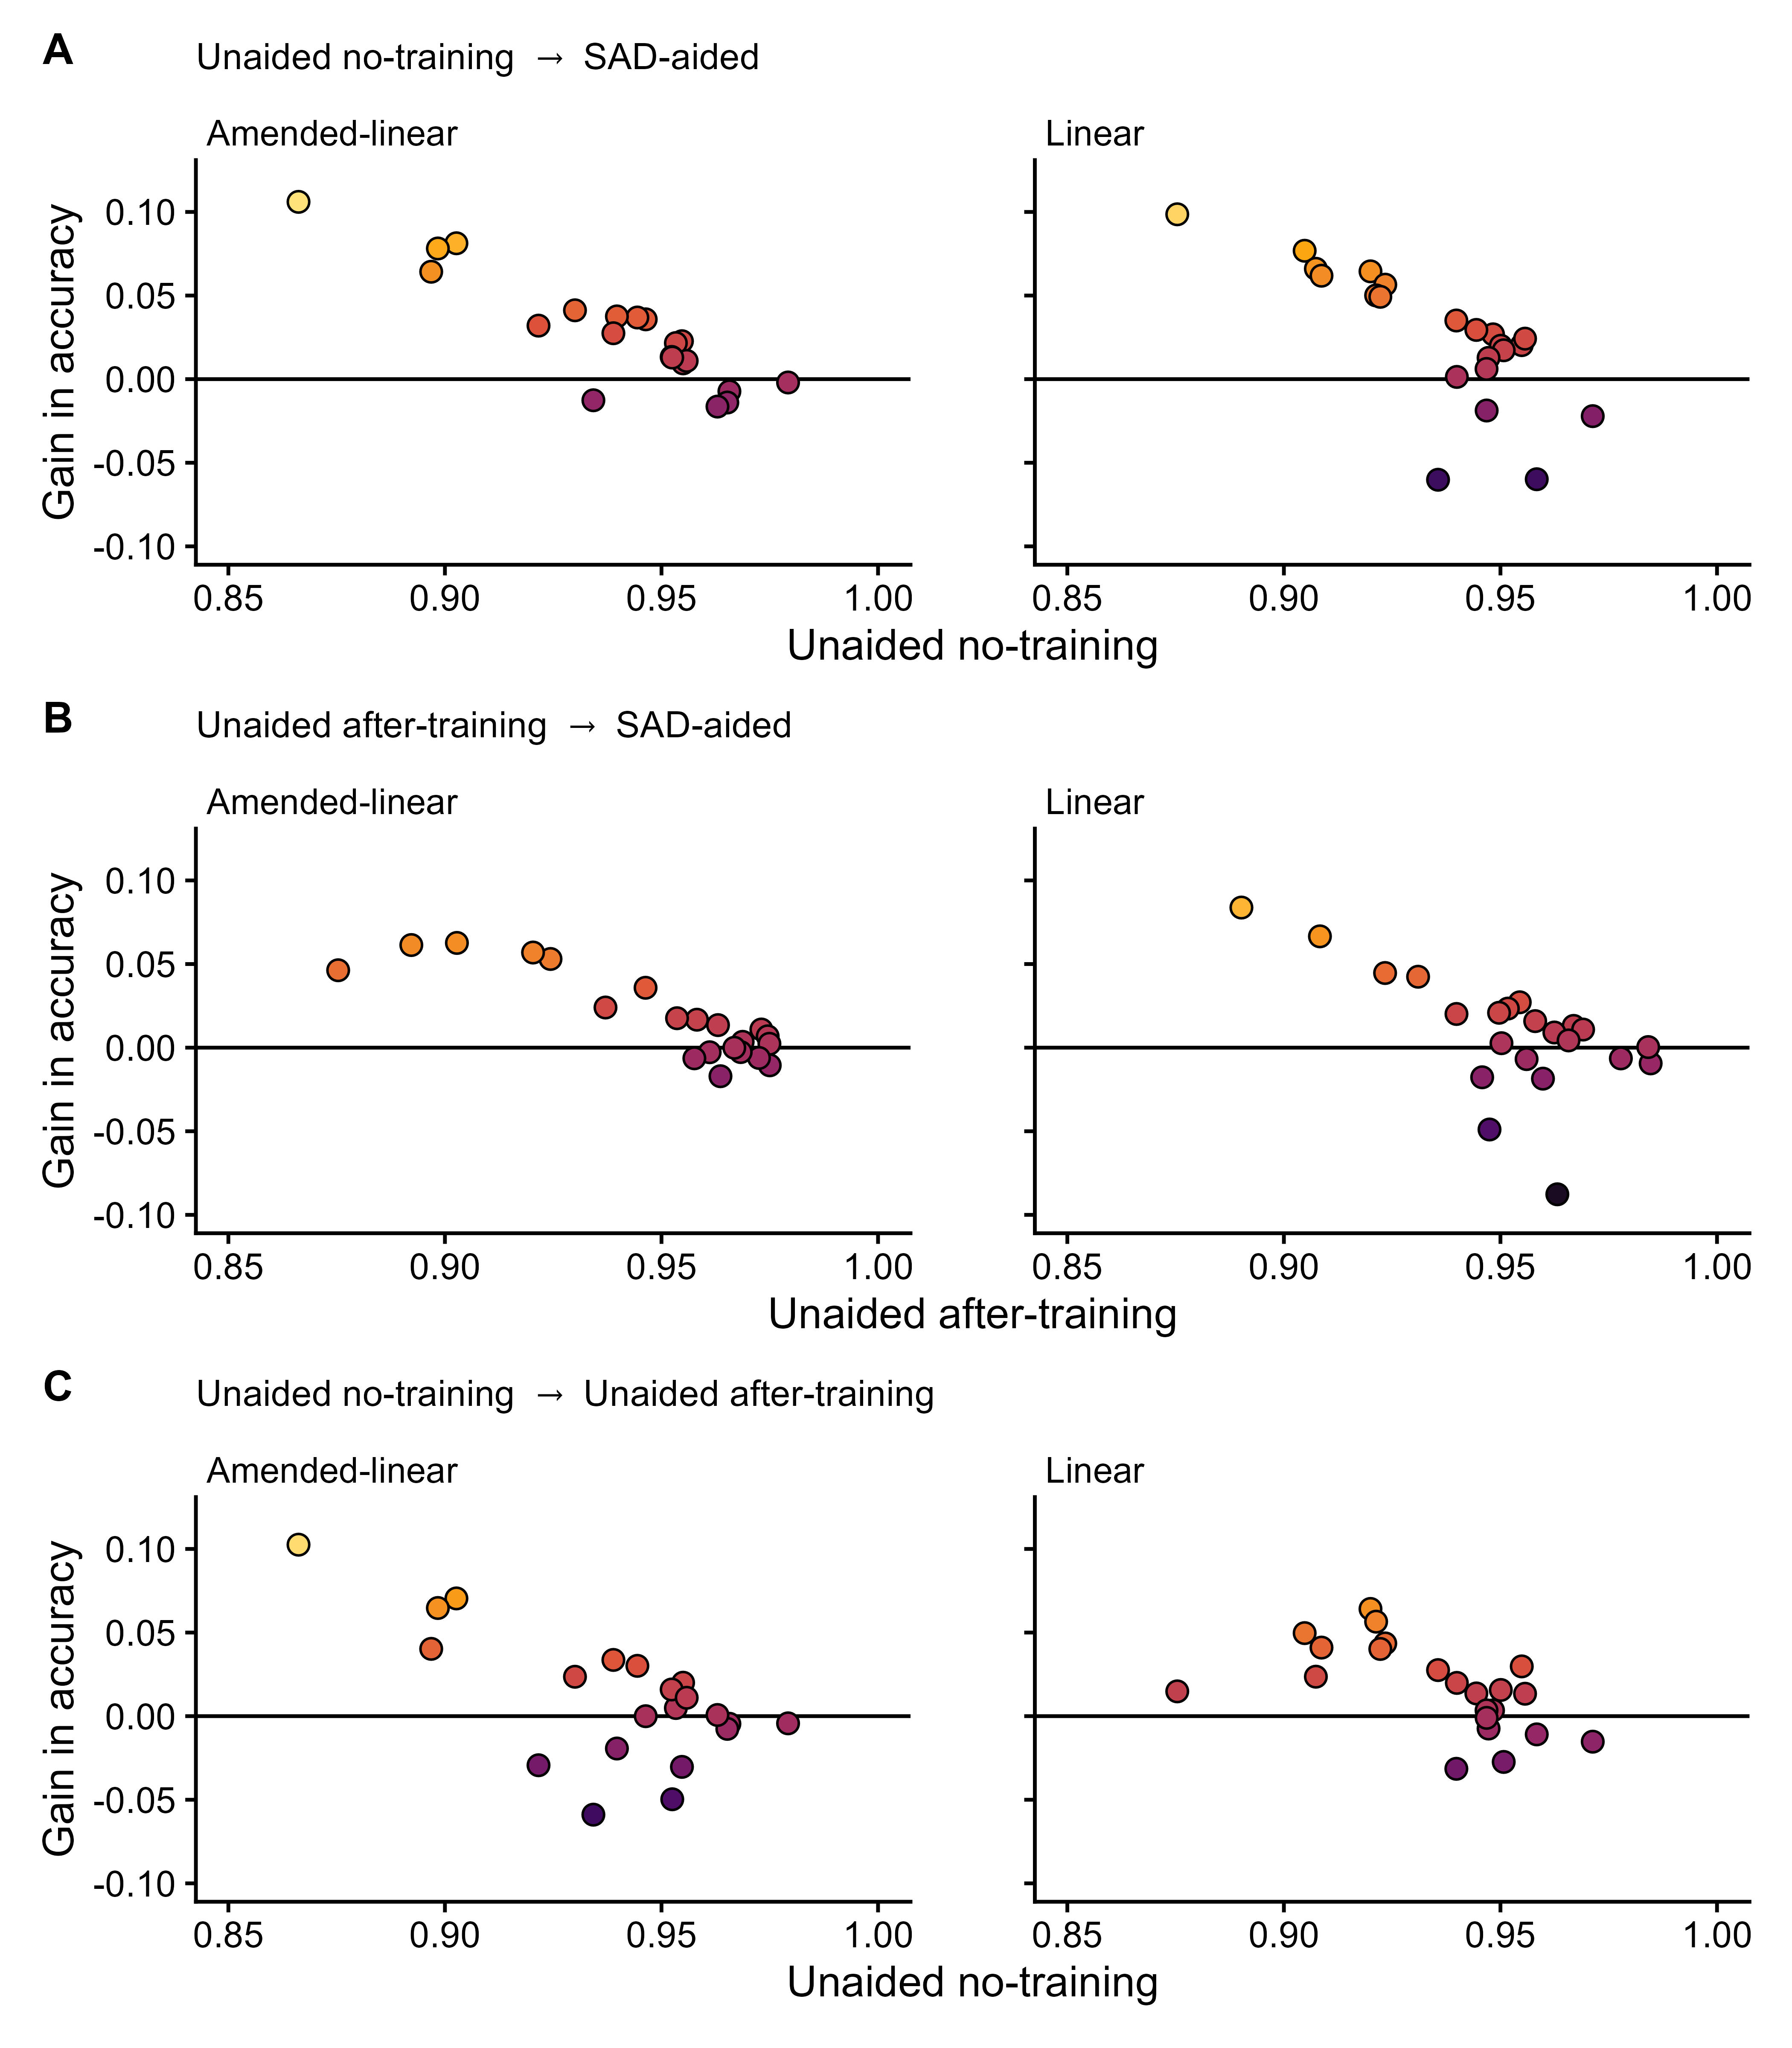 A
Unaided no-training → SAD-aided
Amended-linear
Linear
Gain in accuracy
0.10
0.05
0.00
-0.05
-0.10
0.85 0.90 0.95 1.00
0.85 0.90 0.95 1.00
Unaided no-training
B
Unaided after-training → SAD-aided
Amended-linear
Linear
Gain in accuracy
0.10
0.05
0.00
-0.05
-0.10
0.85 0.90 0.95 1.00
0.85 0.90 0.95 1.00
Unaided after-training
C
Unaided no-training → Unaided after-training
Amended-linear
Linear
Gain in accuracy
0.10
0.05
0.00
-0.05
-0.10
0.85 0.90 0.95 1.00
0.85 0.90 0.95 1.00
Unaided no-training